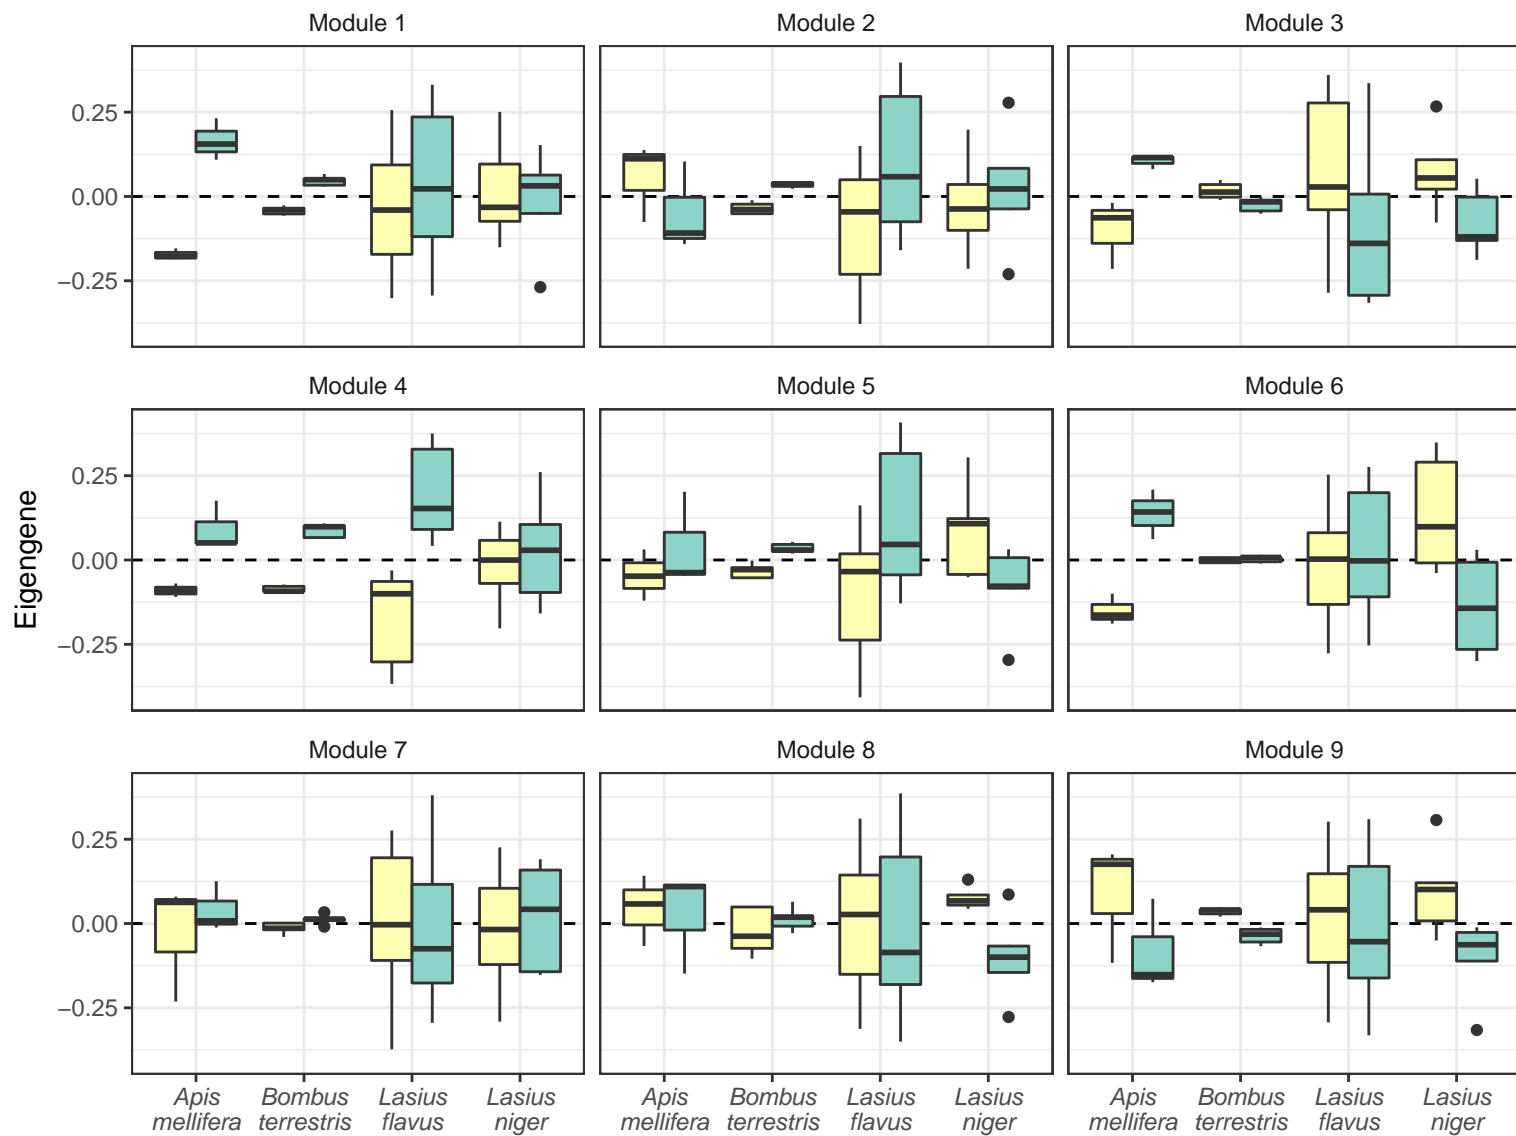 Module 1
Module 2
Module 3
0.25
0.00
−0.25
Module 4
Module 5
Module 6
0.25
0.00
−0.25
Eigengene
Module 7
Module 8
Module 9
0.25
0.00
−0.25
Apis mellifera
Bombus terrestris
Lasius flavus
Lasius niger
Apis mellifera
Bombus terrestris
Lasius flavus
Lasius niger
Apis mellifera
Bombus terrestris
Lasius flavus
Lasius niger